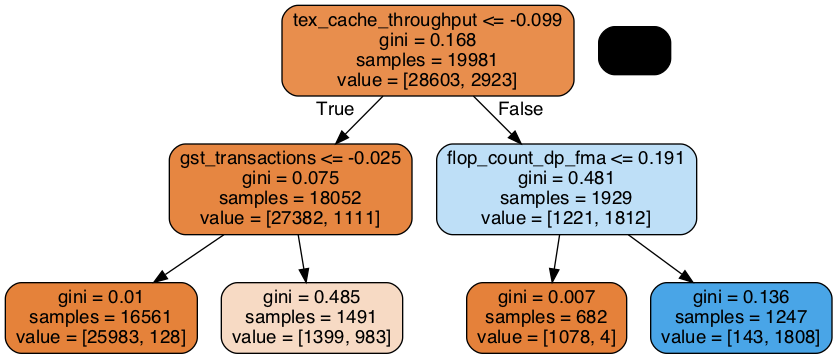 tex_cache_throughput <= -0.099
gini = 0.168
samples = 19981
value = [28603, 2923]
True
False
gst_transactions <= -0.025
gini = 0.075
samples = 18052
value = [27382, 1111]
flop_count_dp_fma <= 0.191
gini = 0.481
samples = 1929
value = [1221, 1812]
gini = 0.01
samples = 16561
value = [25983, 128]
gini = 0.485
samples = 1491
value = [1399, 983]
gini = 0.007
samples = 682
value = [1078, 4]
gini = 0.136
samples = 1247
value = [143, 1808]